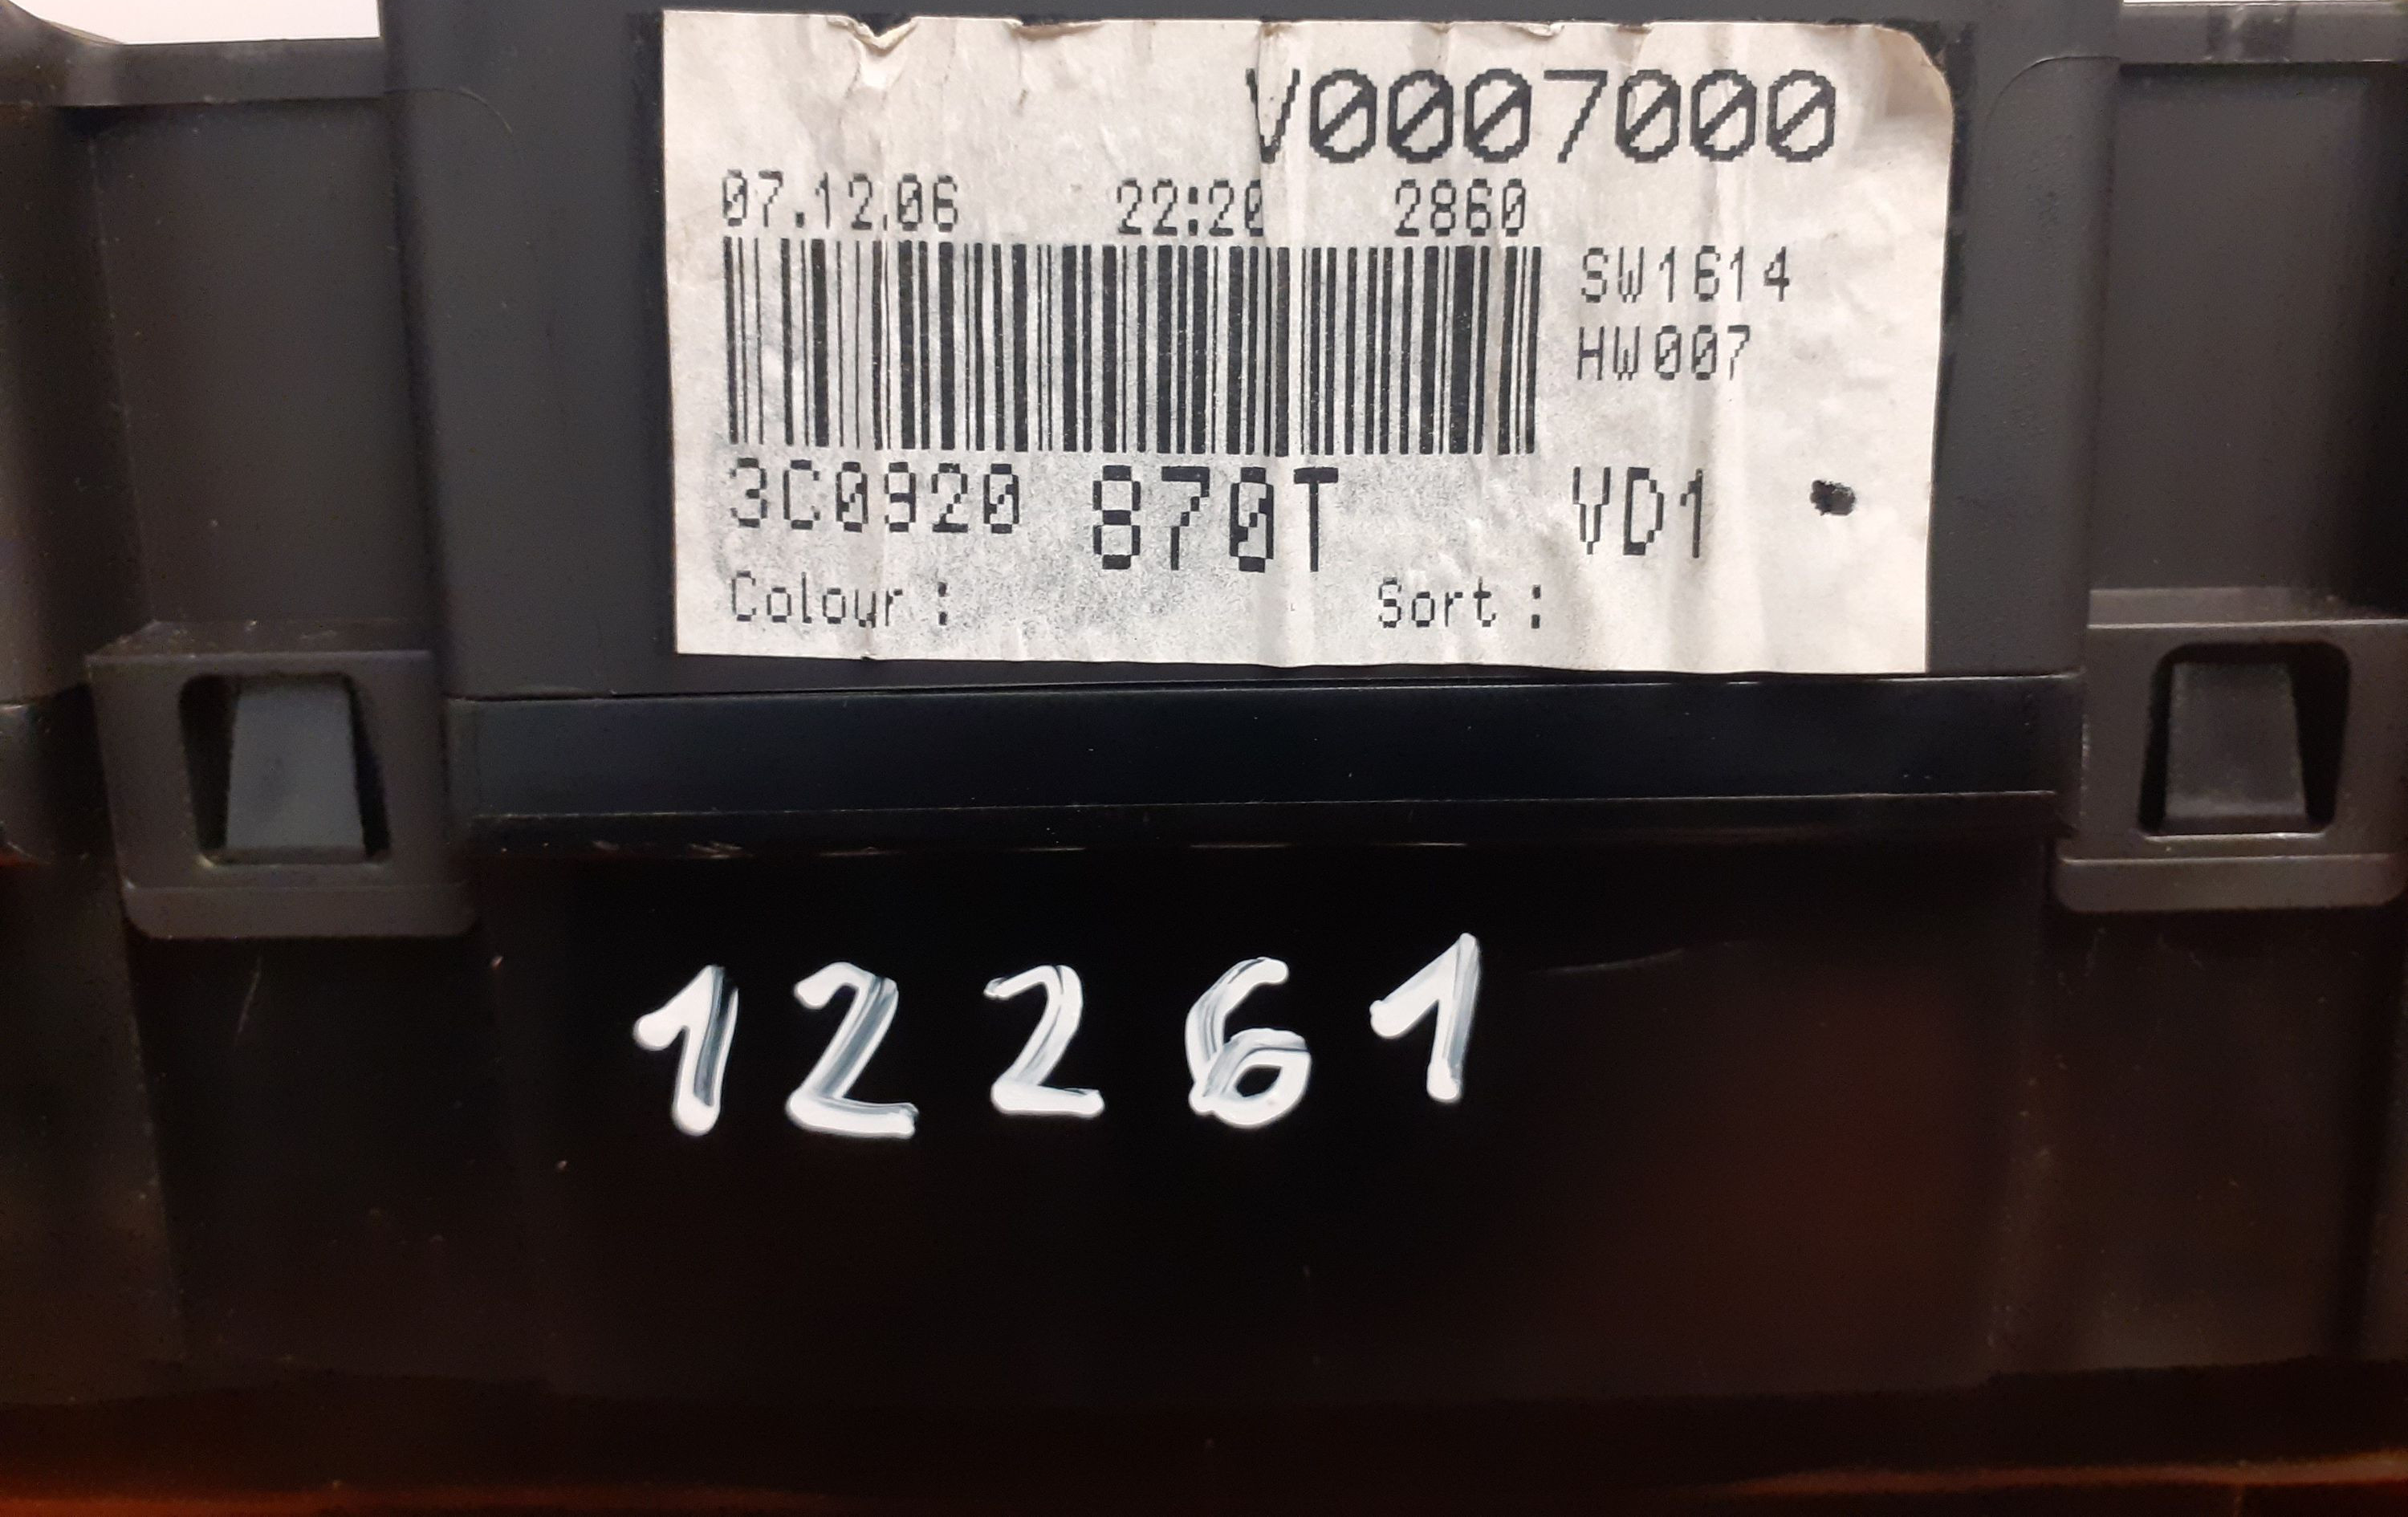 V0007000
07.12.06 22:20 2860
SW1614
HW007
3C0920 870T VD1
Colour : Sort :
12261